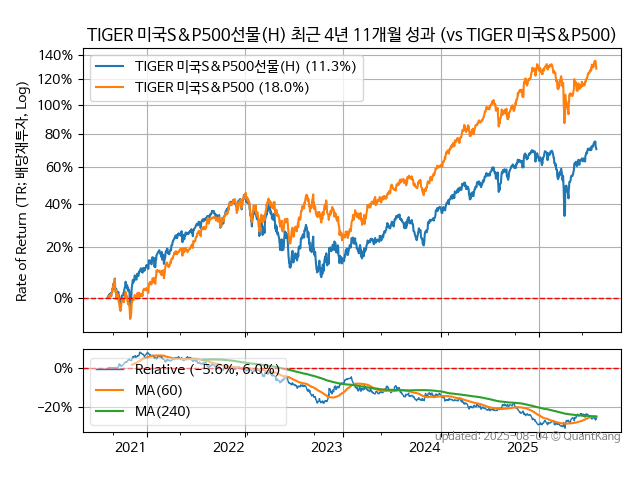 TIGER 미국S&P500선물(H) 최근 4년 11개월 성과 (vs TIGER 미국S&P500)
Rate of Return (TR: 배당재투자, Log)
140%
120%
100%
80%
60%
40%
20%
0%
TIGER 미국S&P500선물(H) (11.3%)
TIGER 미국S&P500 (18.0%)
0%
−20%
Relative (−5.6%, 6.0%)
MA(60)
MA(240)
2021
2022
2023
2024
2025
updated: 2025-08-04 © QuantKang